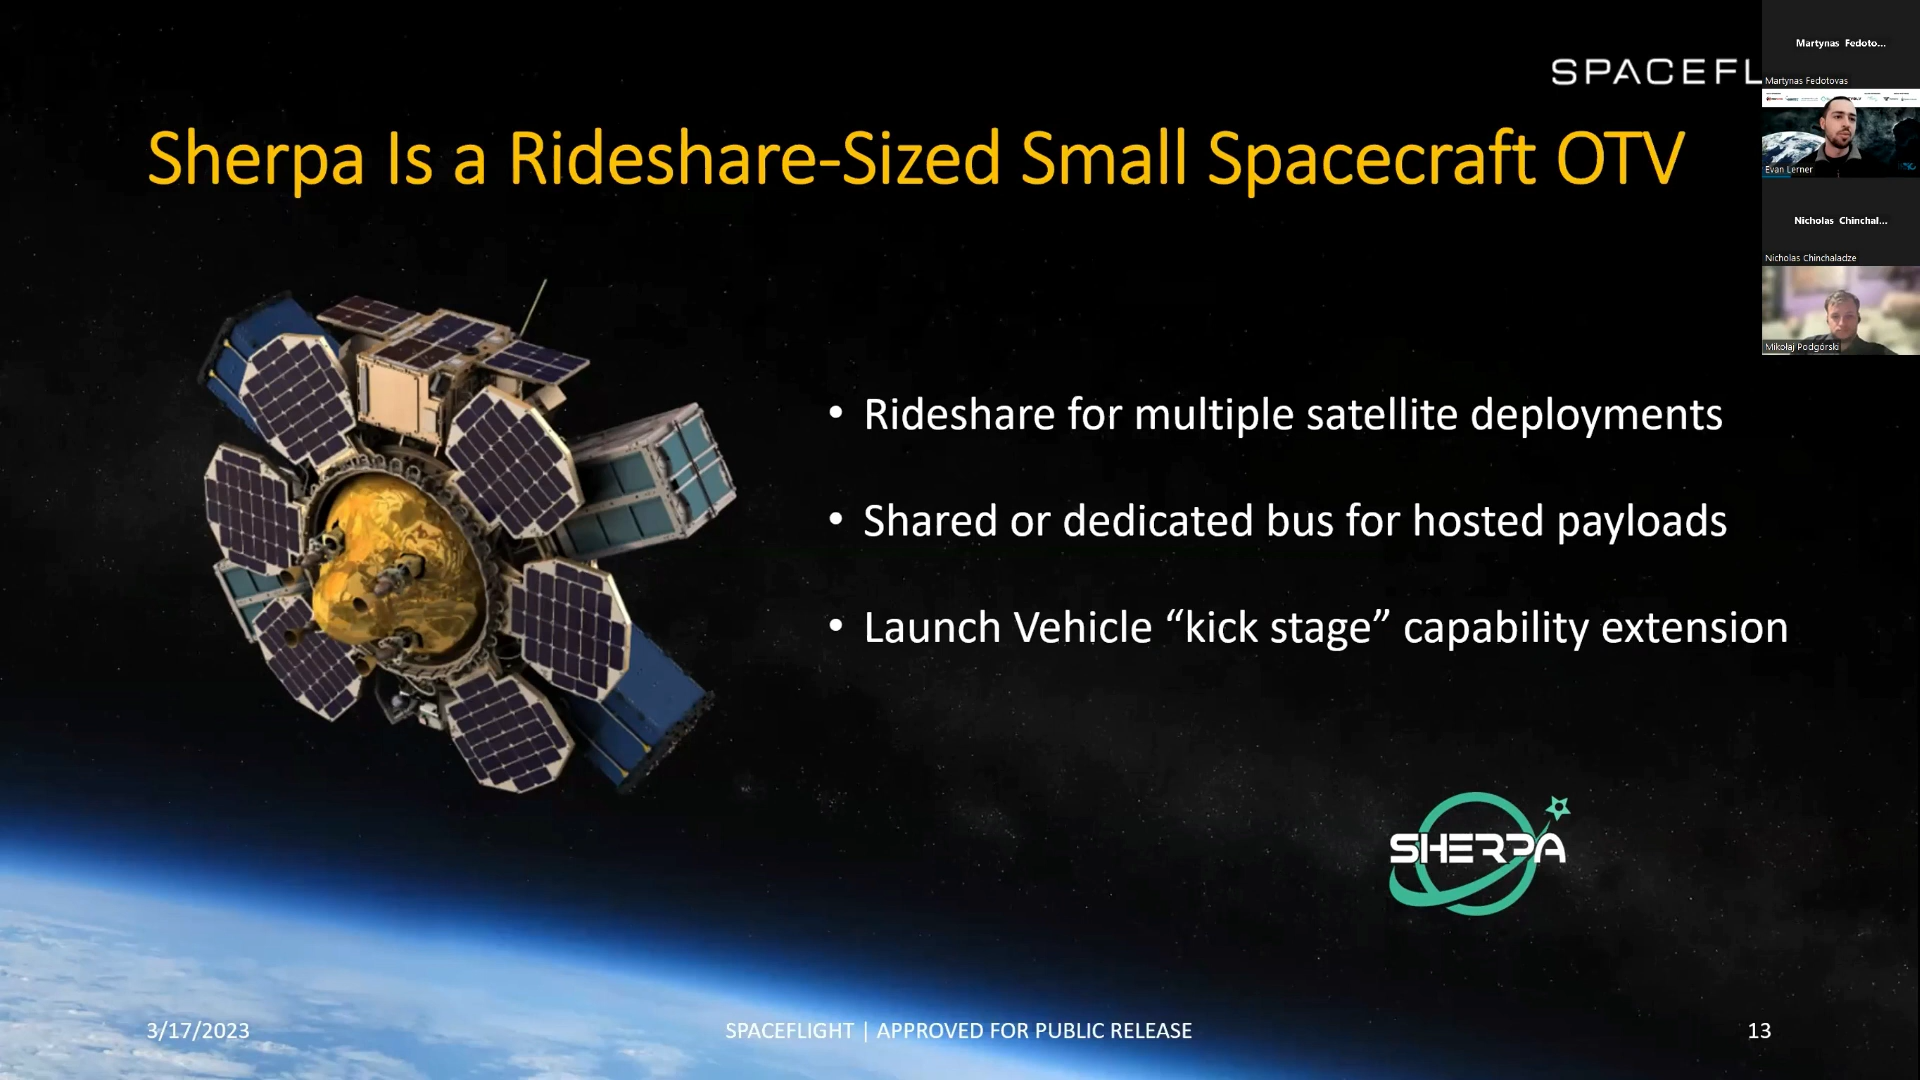 SPACEFL
Sherpa Is a Rideshare-Sized Small Spacecraft OTV
• Rideshare for multiple satellite deployments
• Shared or dedicated bus for hosted payloads
• Launch Vehicle “kick stage” capability extension
SHERPA
3/17/2023
SPACEFLIGHT | APPROVED FOR PUBLIC RELEASE
13
Martynas Fedoto...
Martynas Fedotovas
Evan Lerner
Nicholas Chinchal...
Nicholas Chinchaladze
Mikołaj Podgórski